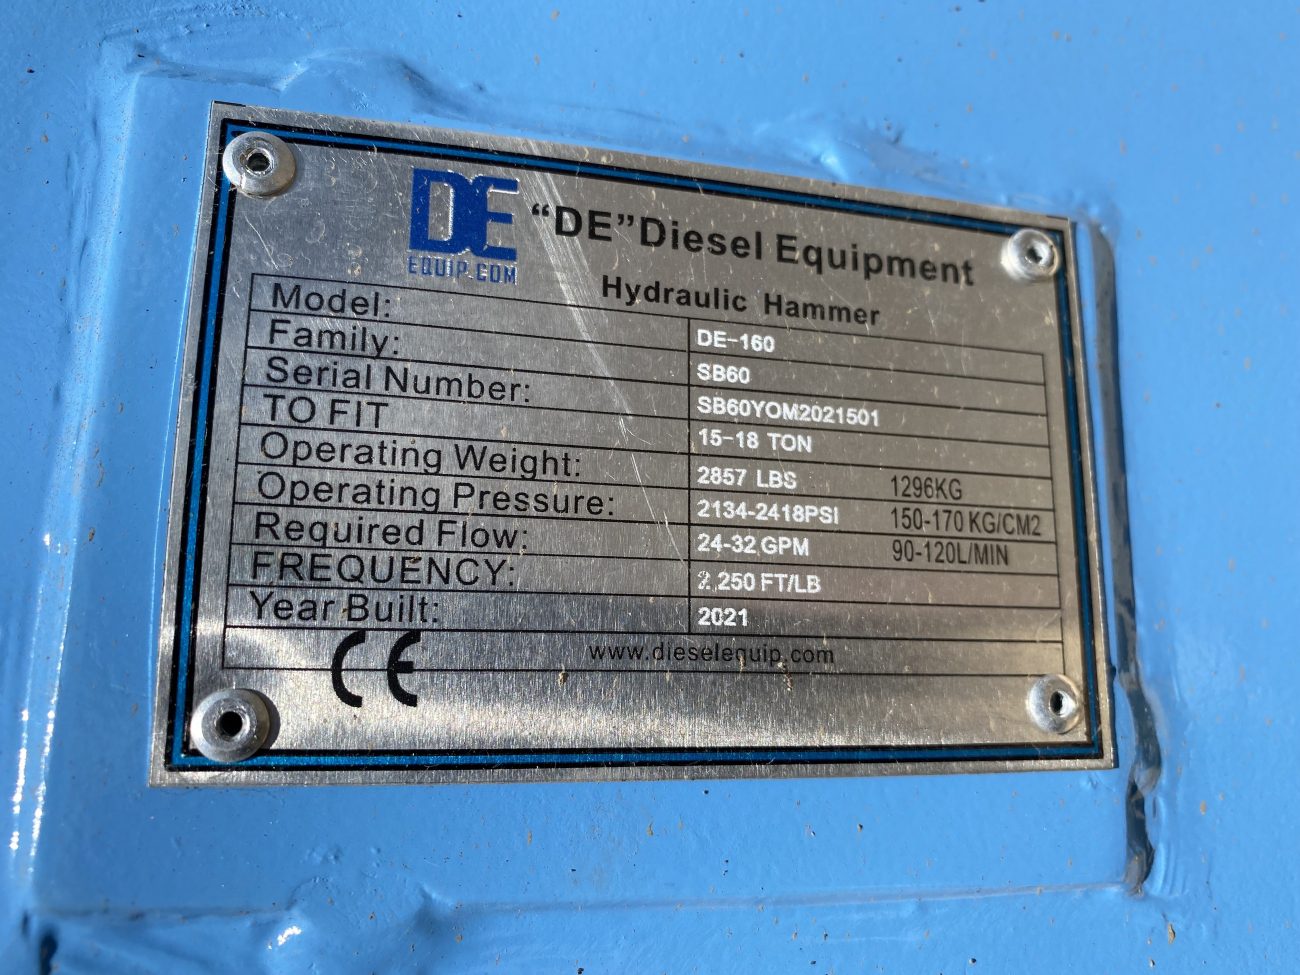 DE
EQUIP.COM
“DE”Diesel Equipment
Hydraulic Hammer
Model: DE-160
Family: SB60
Serial Number: SB60YOM2021501
TO FIT 15-18 TON
Operating Weight: 2857 LBS 1296KG
Operating Pressure: 2134-2418PSI 150-170 KG/CM2
Required Flow: 24-32 GPM 90-120L/MIN
FREQUENCY: 2,250 FT/LB
Year Built: 2021
CE www.dieselequip.com